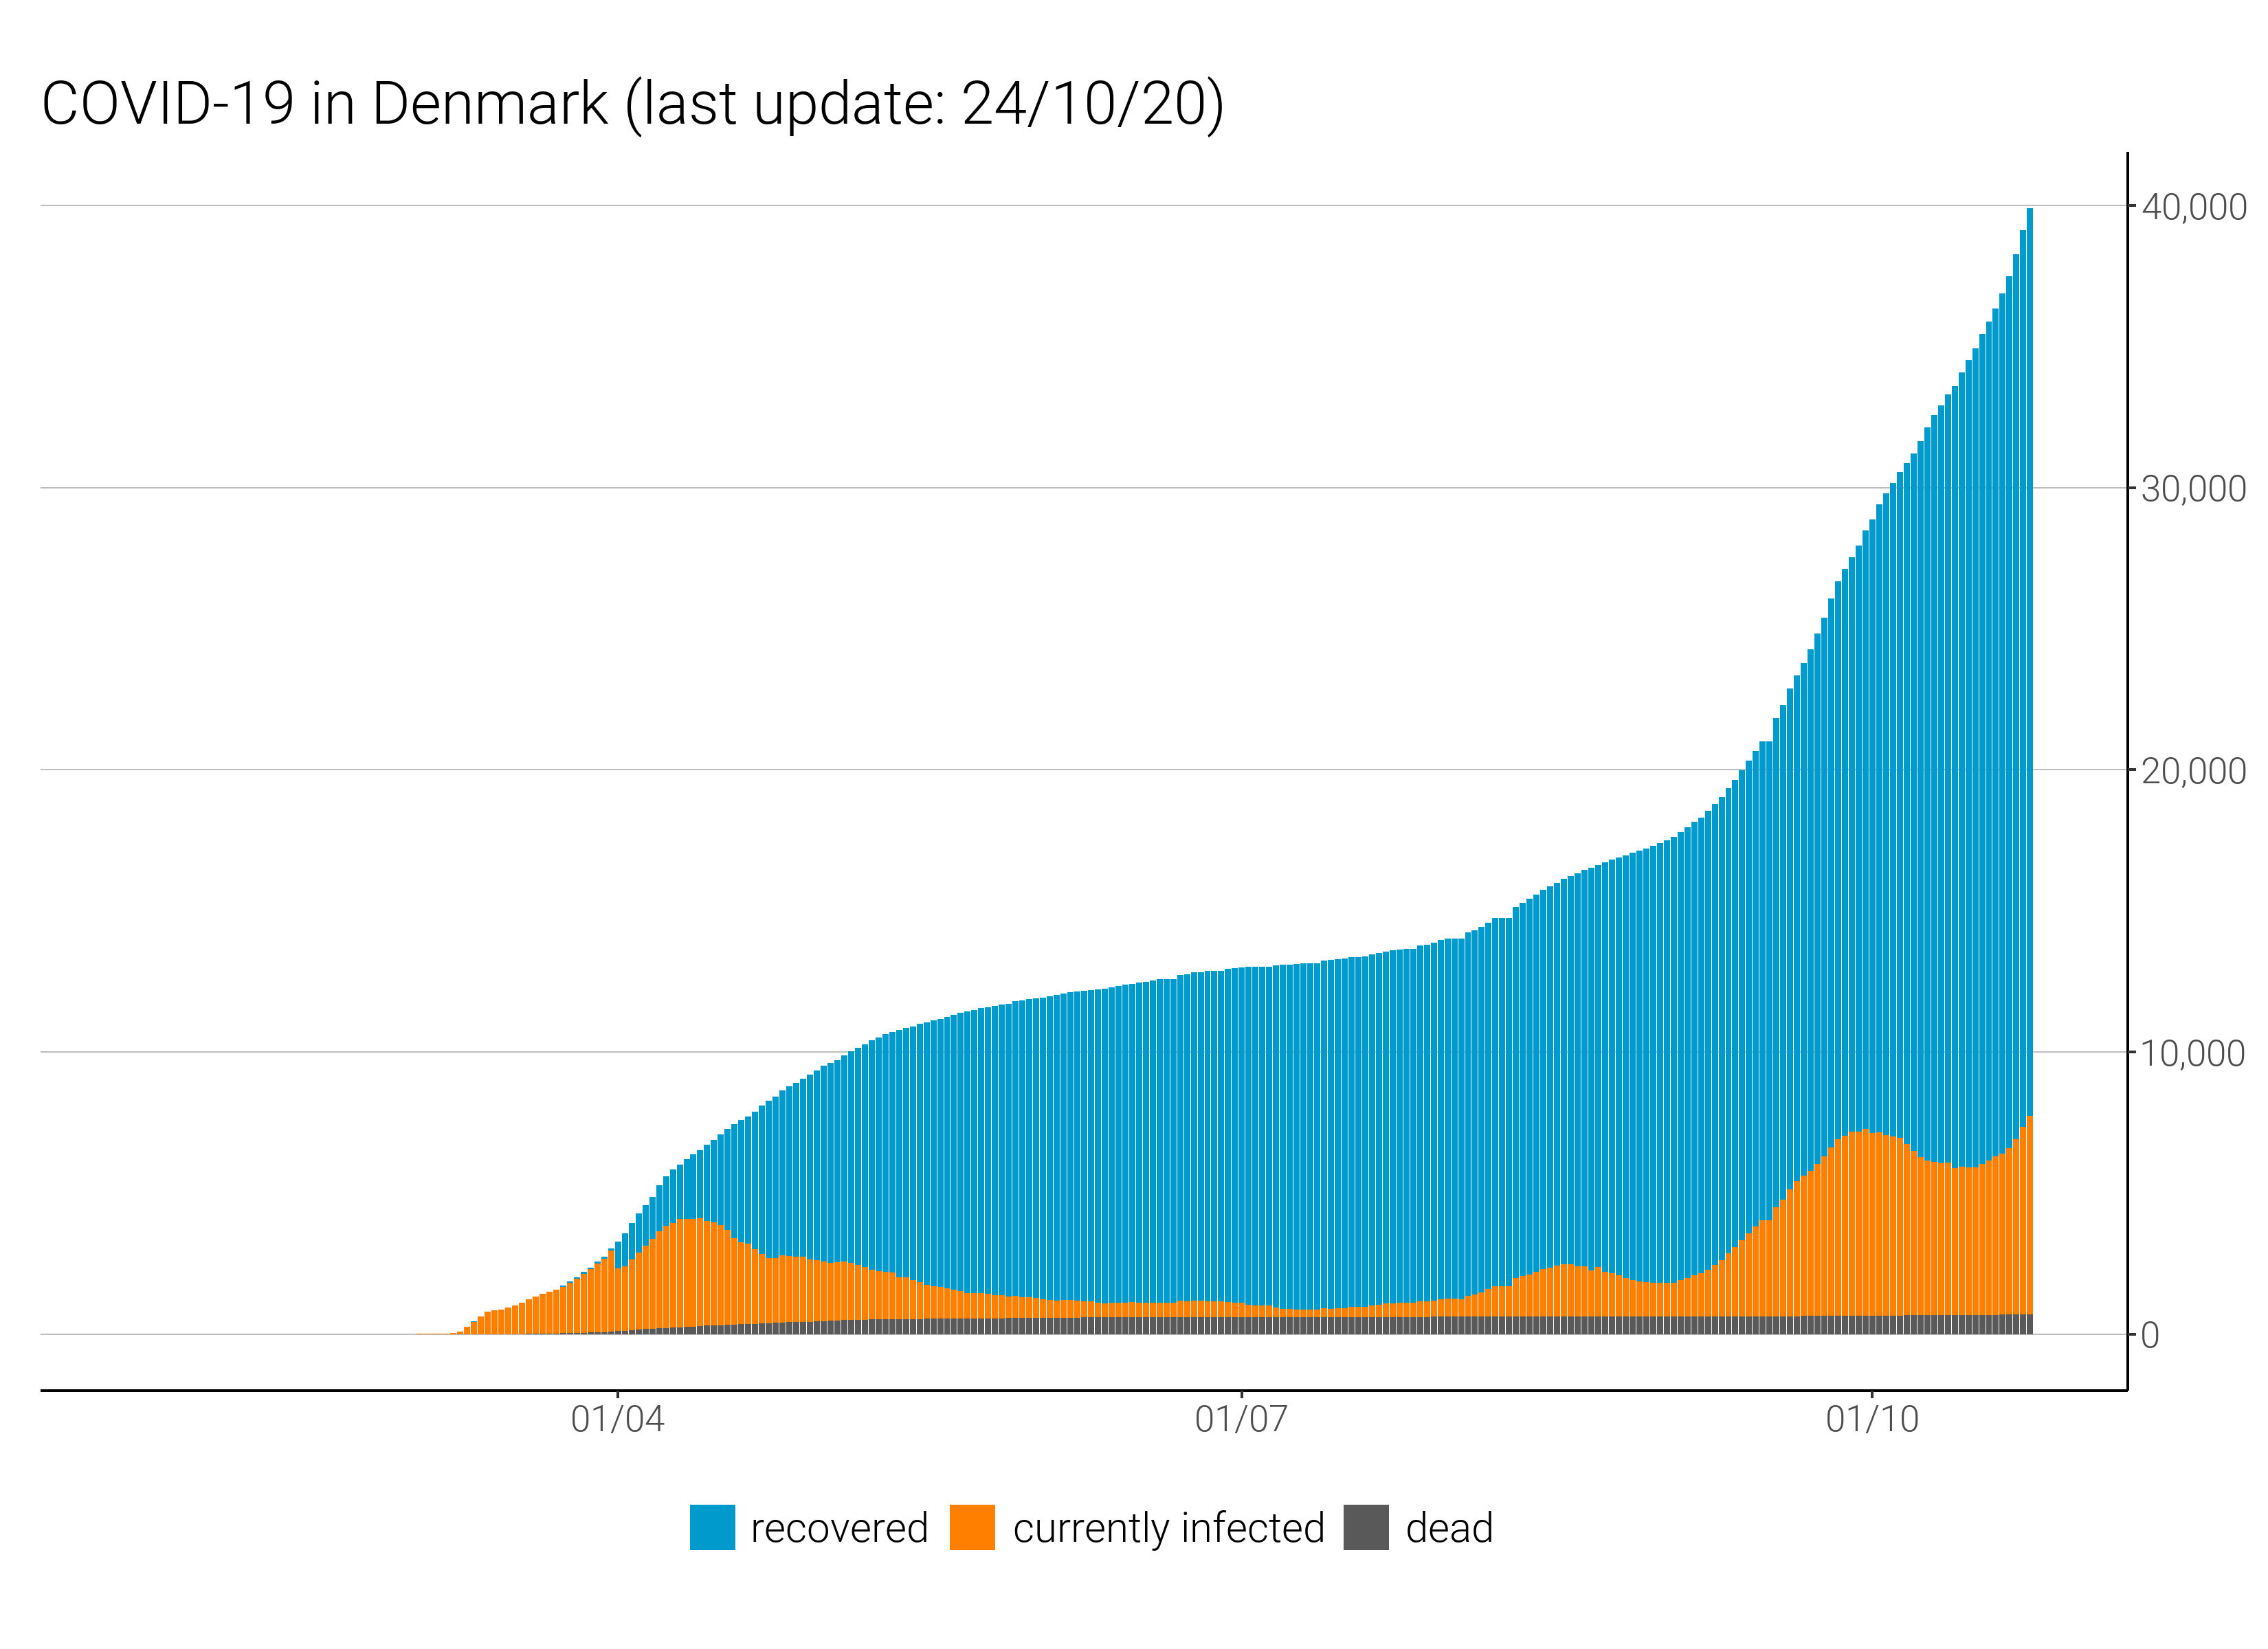 COVID-19 in Denmark (last update: 24/10/20)
40,000
30,000
20,000
10,000
0
01/04 01/07 01/10
recovered currently infected dead